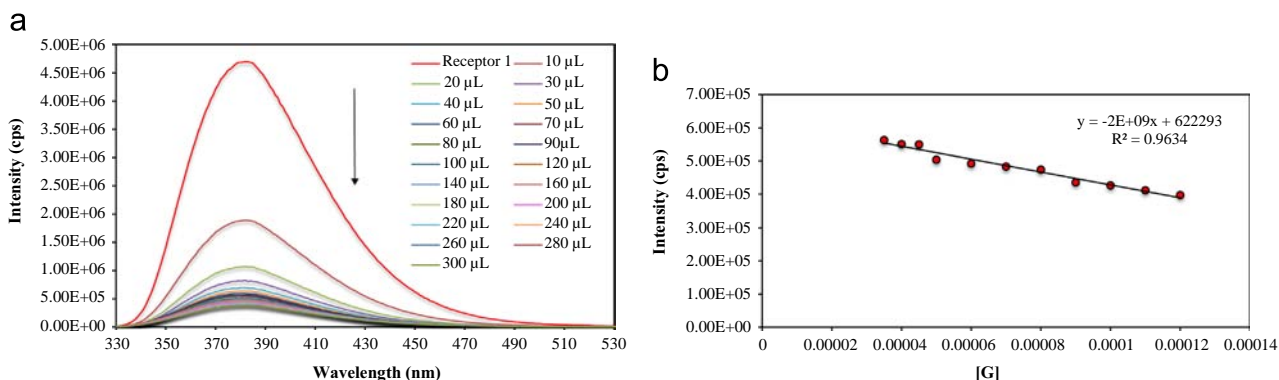 a
5.00E+06
4.50E+06
4.00E+06
3.50E+06
3.00E+06
2.50E+06
2.00E+06
1.50E+06
1.00E+06
5.00E+05
0.00E+00
Intensity (cps)
330 350 370 390 410 430 450 470 490 510 530
Wavelength (nm)
Receptor 1 10 µL
20 µL 30 µL
40 µL 50 µL
60 µL 70 µL
80 µL 90µL
100 µL 120 µL
140 µL 160 µL
180 µL 200 µL
220 µL 240 µL
260 µL 280 µL
300 µL
b
7.00E+05
6.00E+05
5.00E+05
4.00E+05
3.00E+05
2.00E+05
1.00E+05
0.00E+00
Intensity (cps)
y = -2E+09x + 622293
R² = 0.9634
0 0.00002 0.00004 0.00006 0.00008 0.0001 0.00012 0.00014
[G]